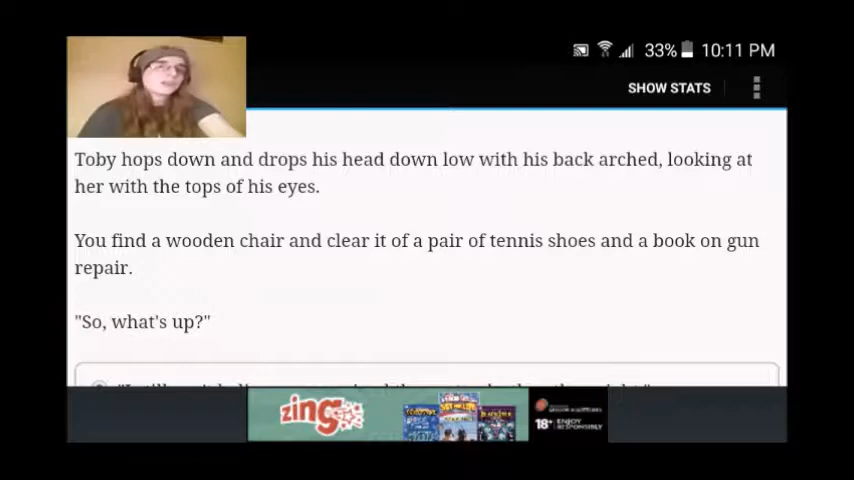 33% 10:11 PM
SHOW STATS
Toby hops down and drops his head down low with his back arched, looking at
her with the tops of his eyes.
You find a wooden chair and clear it of a pair of tennis shoes and a book on gun
repair.
"So, what's up?"
zing
18+ ENJOY
RESPONSIBLY